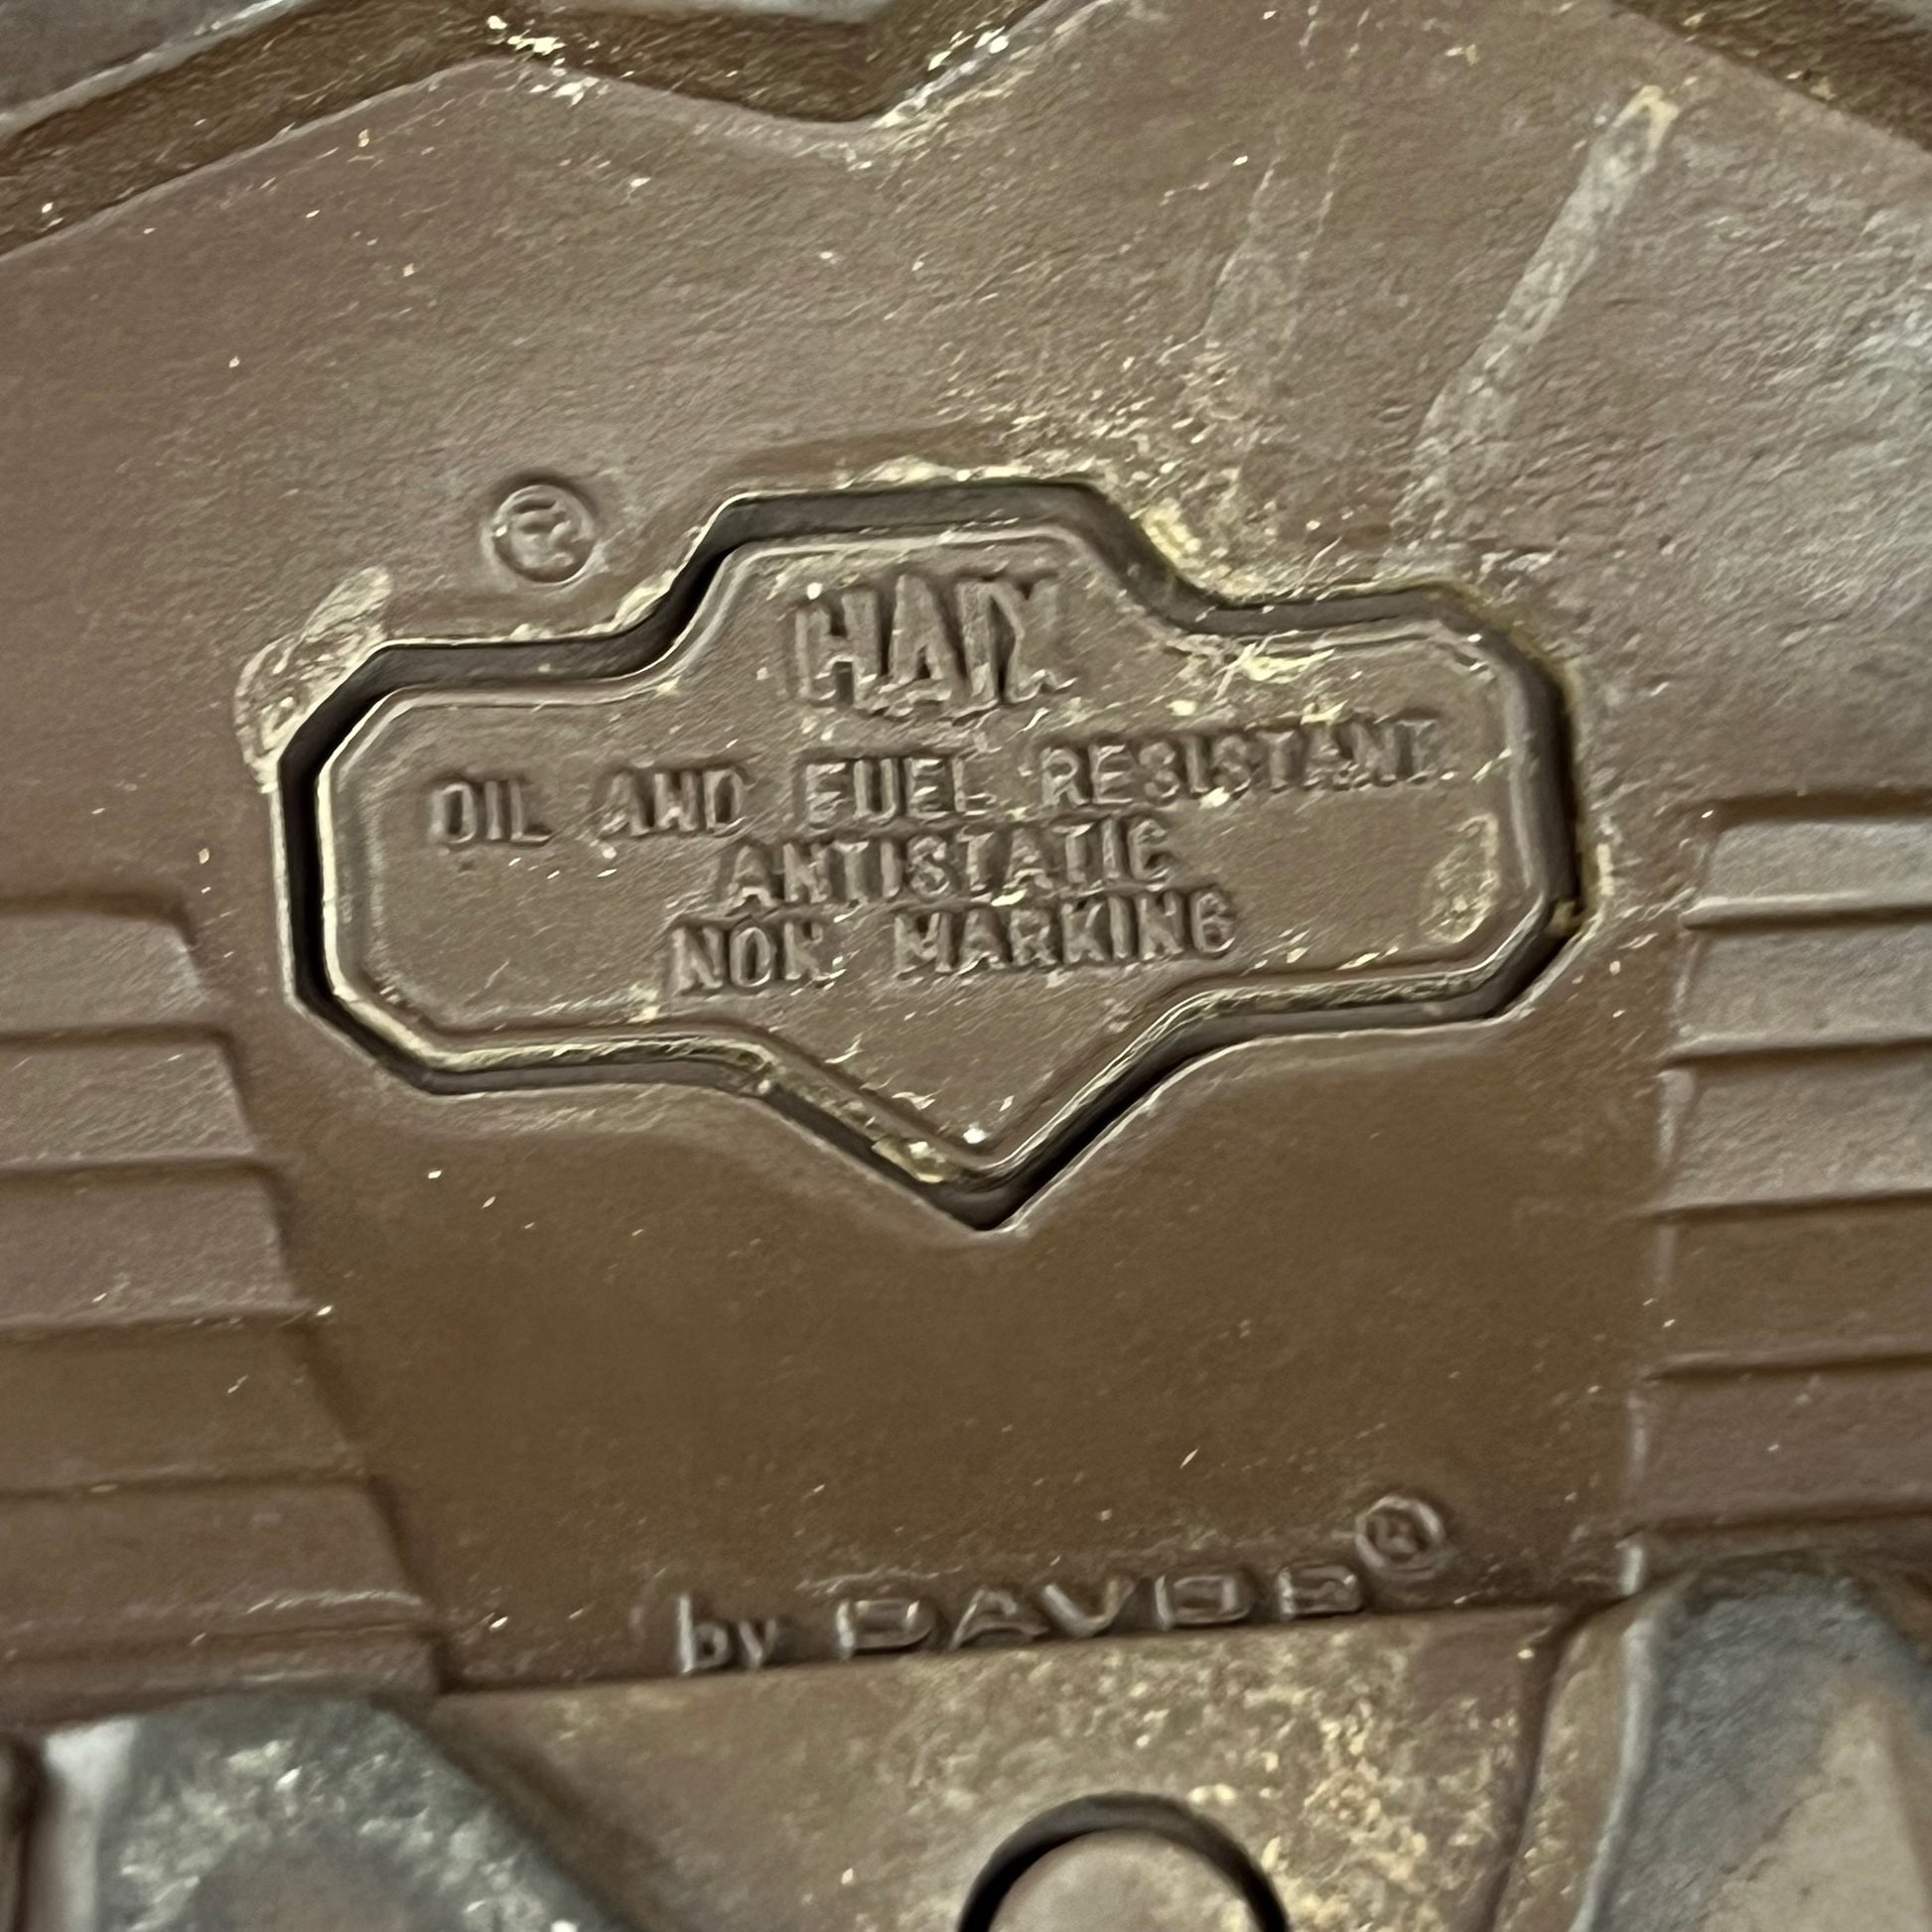 ®
HAIX
OIL AND FUEL RESISTANT
ANTISTATIC
NON MARKING
by DAVOS®